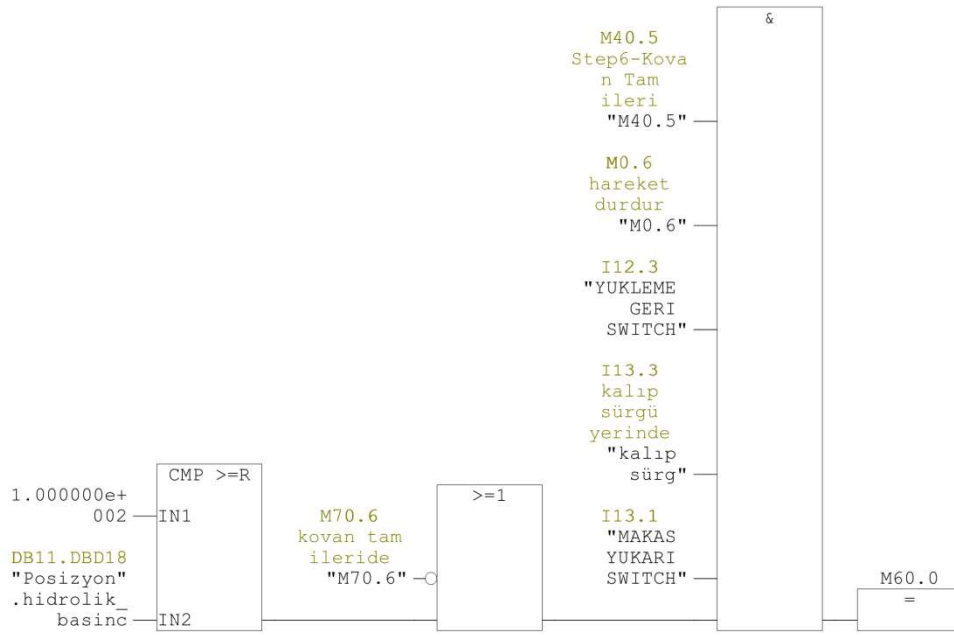 &
M40.5
Step6-Kova
n Tam
ileri
"M40.5"
M0.6
hareket
durdur
"M0.6"
I12.3
"YUKLEME
GERI
SWITCH"
I13.3
kalıp
sürgü
yerinde
"kalıp
sürg"
CMP >=R
1.000000e+
002
IN1
DB11.DBD18
"Posizyon"
.hidrolik_
basinc
IN2
>=1
M70.6
kovan tam
ileride
"M70.6"
I13.1
"MAKAS
YUKARI
SWITCH"
M60.0
=